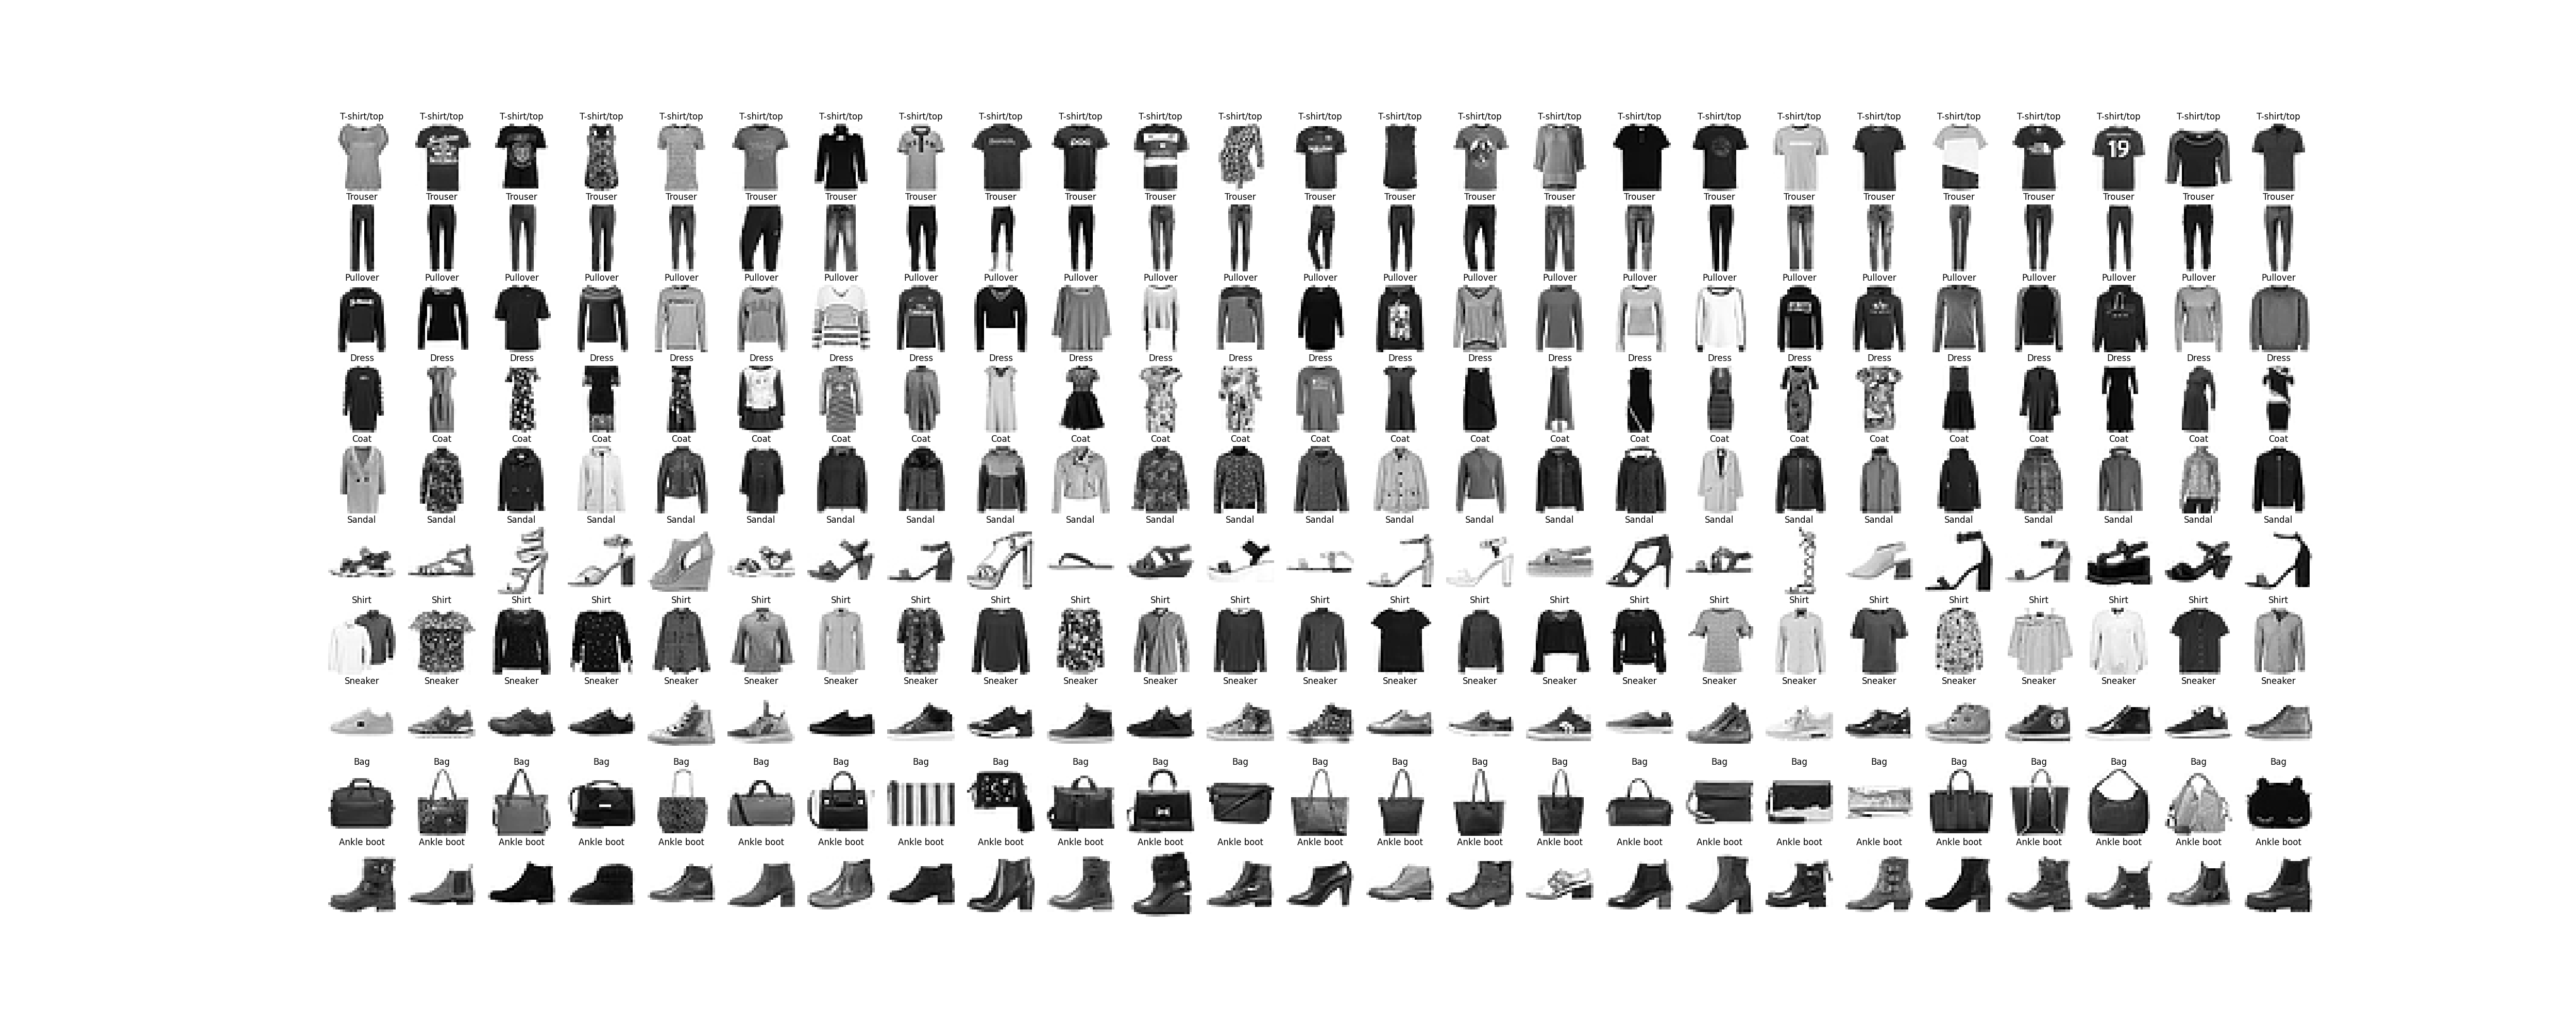 T-shirt/top T-shirt/top T-shirt/top T-shirt/top T-shirt/top T-shirt/top T-shirt/top T-shirt/top T-shirt/top T-shirt/top T-shirt/top T-shirt/top T-shirt/top T-shirt/top T-shirt/top T-shirt/top T-shirt/top T-shirt/top T-shirt/top T-shirt/top T-shirt/top T-shirt/top T-shirt/top T-shirt/top T-shirt/top
19
Trouser Trouser Trouser Trouser Trouser Trouser Trouser Trouser Trouser Trouser Trouser Trouser Trouser Trouser Trouser Trouser Trouser Trouser Trouser Trouser Trouser Trouser Trouser Trouser Trouser
Pullover Pullover Pullover Pullover Pullover Pullover Pullover Pullover Pullover Pullover Pullover Pullover Pullover Pullover Pullover Pullover Pullover Pullover Pullover Pullover Pullover Pullover Pullover Pullover Pullover
Dress Dress Dress Dress Dress Dress Dress Dress Dress Dress Dress Dress Dress Dress Dress Dress Dress Dress Dress Dress Dress Dress Dress Dress Dress
Coat Coat Coat Coat Coat Coat Coat Coat Coat Coat Coat Coat Coat Coat Coat Coat Coat Coat Coat Coat Coat Coat Coat Coat Coat
Sandal Sandal Sandal Sandal Sandal Sandal Sandal Sandal Sandal Sandal Sandal Sandal Sandal Sandal Sandal Sandal Sandal Sandal Sandal Sandal Sandal Sandal Sandal Sandal Sandal
Shirt Shirt Shirt Shirt Shirt Shirt Shirt Shirt Shirt Shirt Shirt Shirt Shirt Shirt Shirt Shirt Shirt Shirt Shirt Shirt Shirt Shirt Shirt Shirt Shirt
Sneaker Sneaker Sneaker Sneaker Sneaker Sneaker Sneaker Sneaker Sneaker Sneaker Sneaker Sneaker Sneaker Sneaker Sneaker Sneaker Sneaker Sneaker Sneaker Sneaker Sneaker Sneaker Sneaker Sneaker Sneaker
Bag Bag Bag Bag Bag Bag Bag Bag Bag Bag Bag Bag Bag Bag Bag Bag Bag Bag Bag Bag Bag Bag Bag Bag Bag
Ankle boot Ankle boot Ankle boot Ankle boot Ankle boot Ankle boot Ankle boot Ankle boot Ankle boot Ankle boot Ankle boot Ankle boot Ankle boot Ankle boot Ankle boot Ankle boot Ankle boot Ankle boot Ankle boot Ankle boot Ankle boot Ankle boot Ankle boot Ankle boot Ankle boot